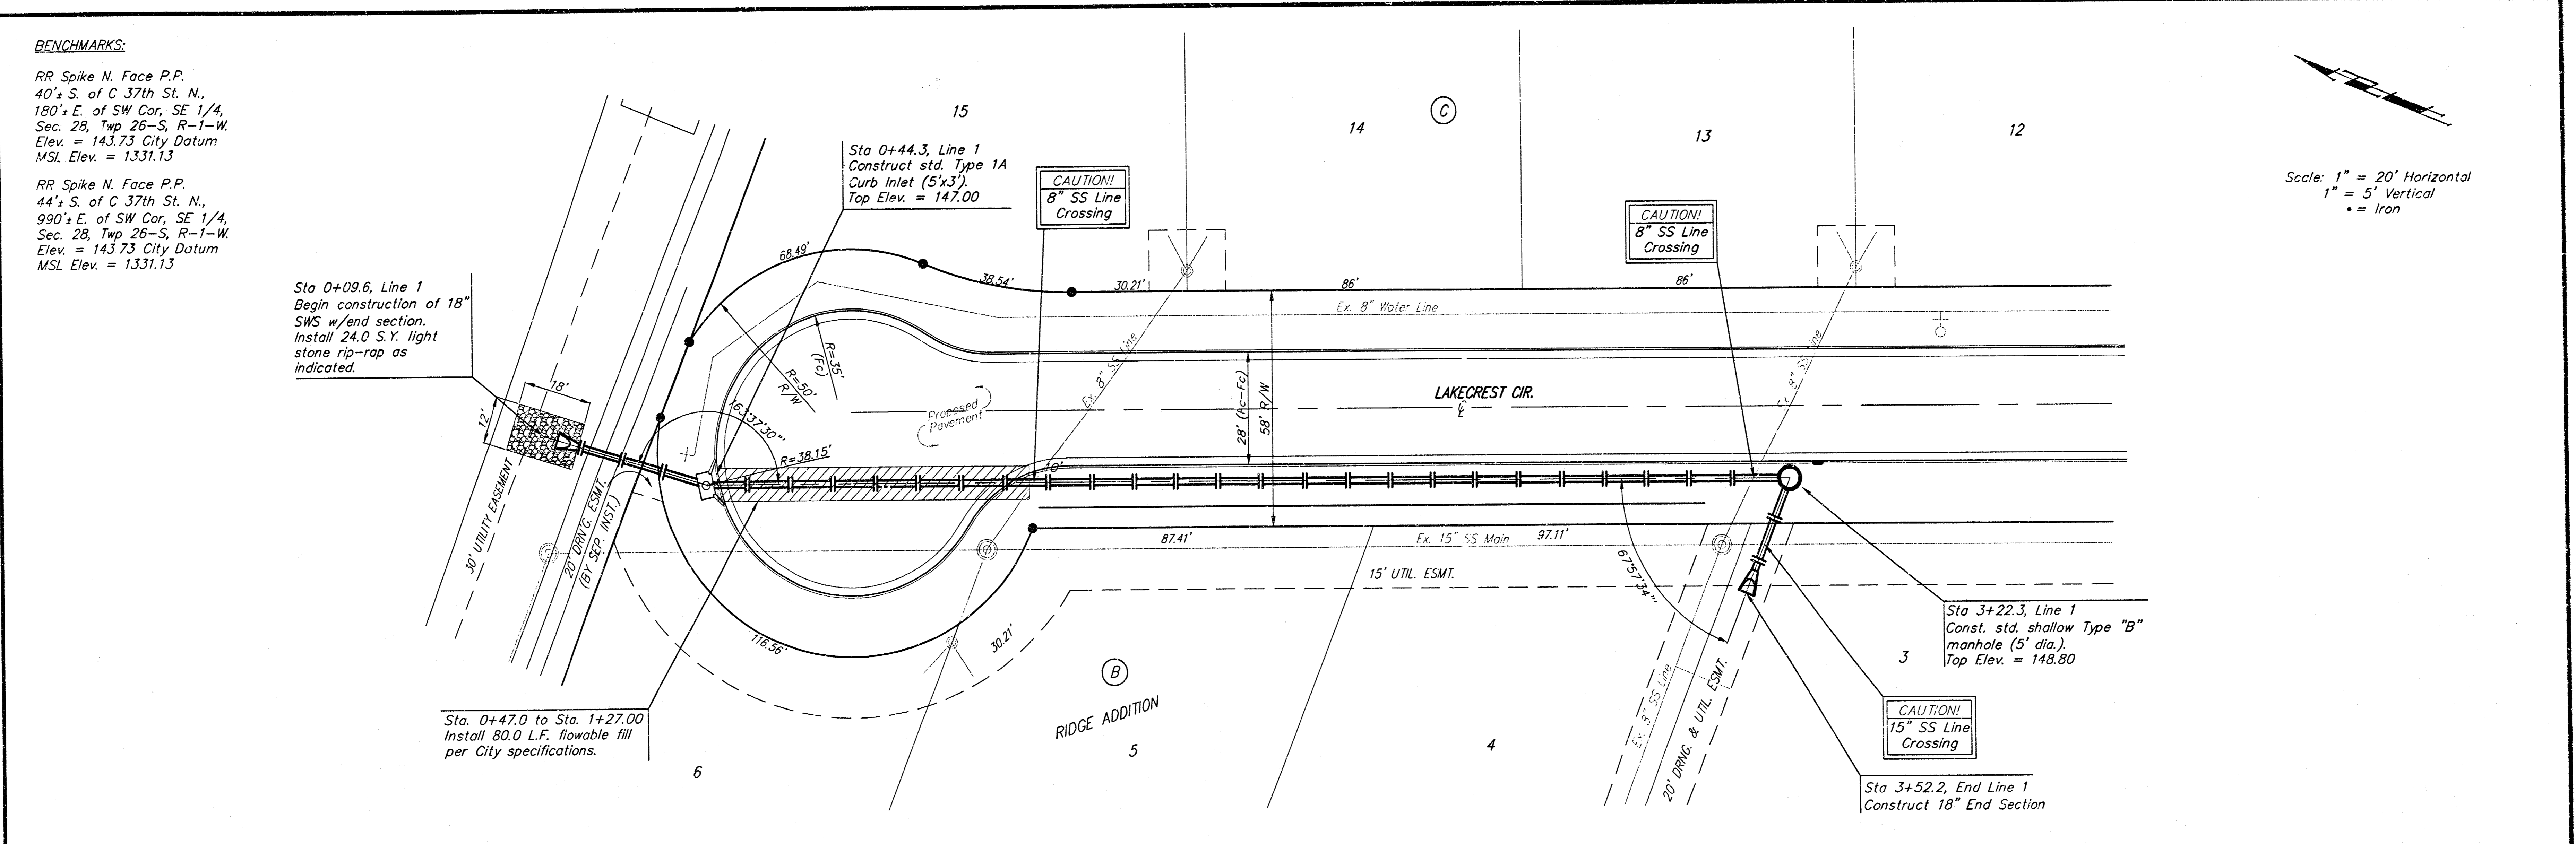 BENCHMARKS:
RR Spike N. Face P.P.
40'± S. of C 37th St. N.,
180'± E. of SW Cor, SE 1/4,
Sec. 28, Twp 26-S, R-1-W.
Elev. = 143.73 City Datum
MSL Elev. = 1331.13
RR Spike N. Face P.P.
44'± S. of C 37th St. N.,
990'± E. of SW Cor, SE 1/4,
Sec. 28, Twp 26-S, R-1-W.
Elev. = 143 73 City Datum
MSL Elev. = 1331.13
Sta 0+09.6, Line 1
Begin construction of 18"
SWS w/end section.
Install 24.0 S.Y. light
stone rip-rap as
indicated.
18'
12'
30' UTILITY EASEMENT
20' DRNG. ESMT.
(BY SEP. INST.)
Sta 0+44.3, Line 1
Construct std. Type 1A
Curb Inlet (5'x3').
Top Elev. = 147.00
CAUTION!
8" SS Line
Crossing
15
14
C
13
12
CAUTION!
8" SS Line
Crossing
Scale: 1" = 20' Horizontal
1" = 5' Vertical
• = Iron
68.49'
38.54'
30.21'
86'
86'
Ex. 8" Water Line
R=35'
(Fc)
R=50'
R/W
163°37'30"
R=38.15'
Proposed
Pavement
Ex. 8" SS Line
28' (Fc-Fc)
58' R/W
LAKECREST CIR.
℄
Ex. 8" SS Line
10'
87.41'
Ex. 15" SS Main
97.11'
15' UTIL. ESMT.
67°57'34"
116.56'
30.21'
B
RIDGE ADDITION
Sta. 0+47.0 to Sta. 1+27.00
Install 80.0 L.F. flowable fill
per City specifications.
6
5
4
3
Ex. 8" SS Line
20' DRNG. & UTIL. ESMT.
Sta 3+22.3, Line 1
Const. std. shallow Type "B"
manhole (5' dia.).
Top Elev. = 148.80
CAUTION!
15" SS Line
Crossing
Sta 3+52.2, End Line 1
Construct 18" End Section